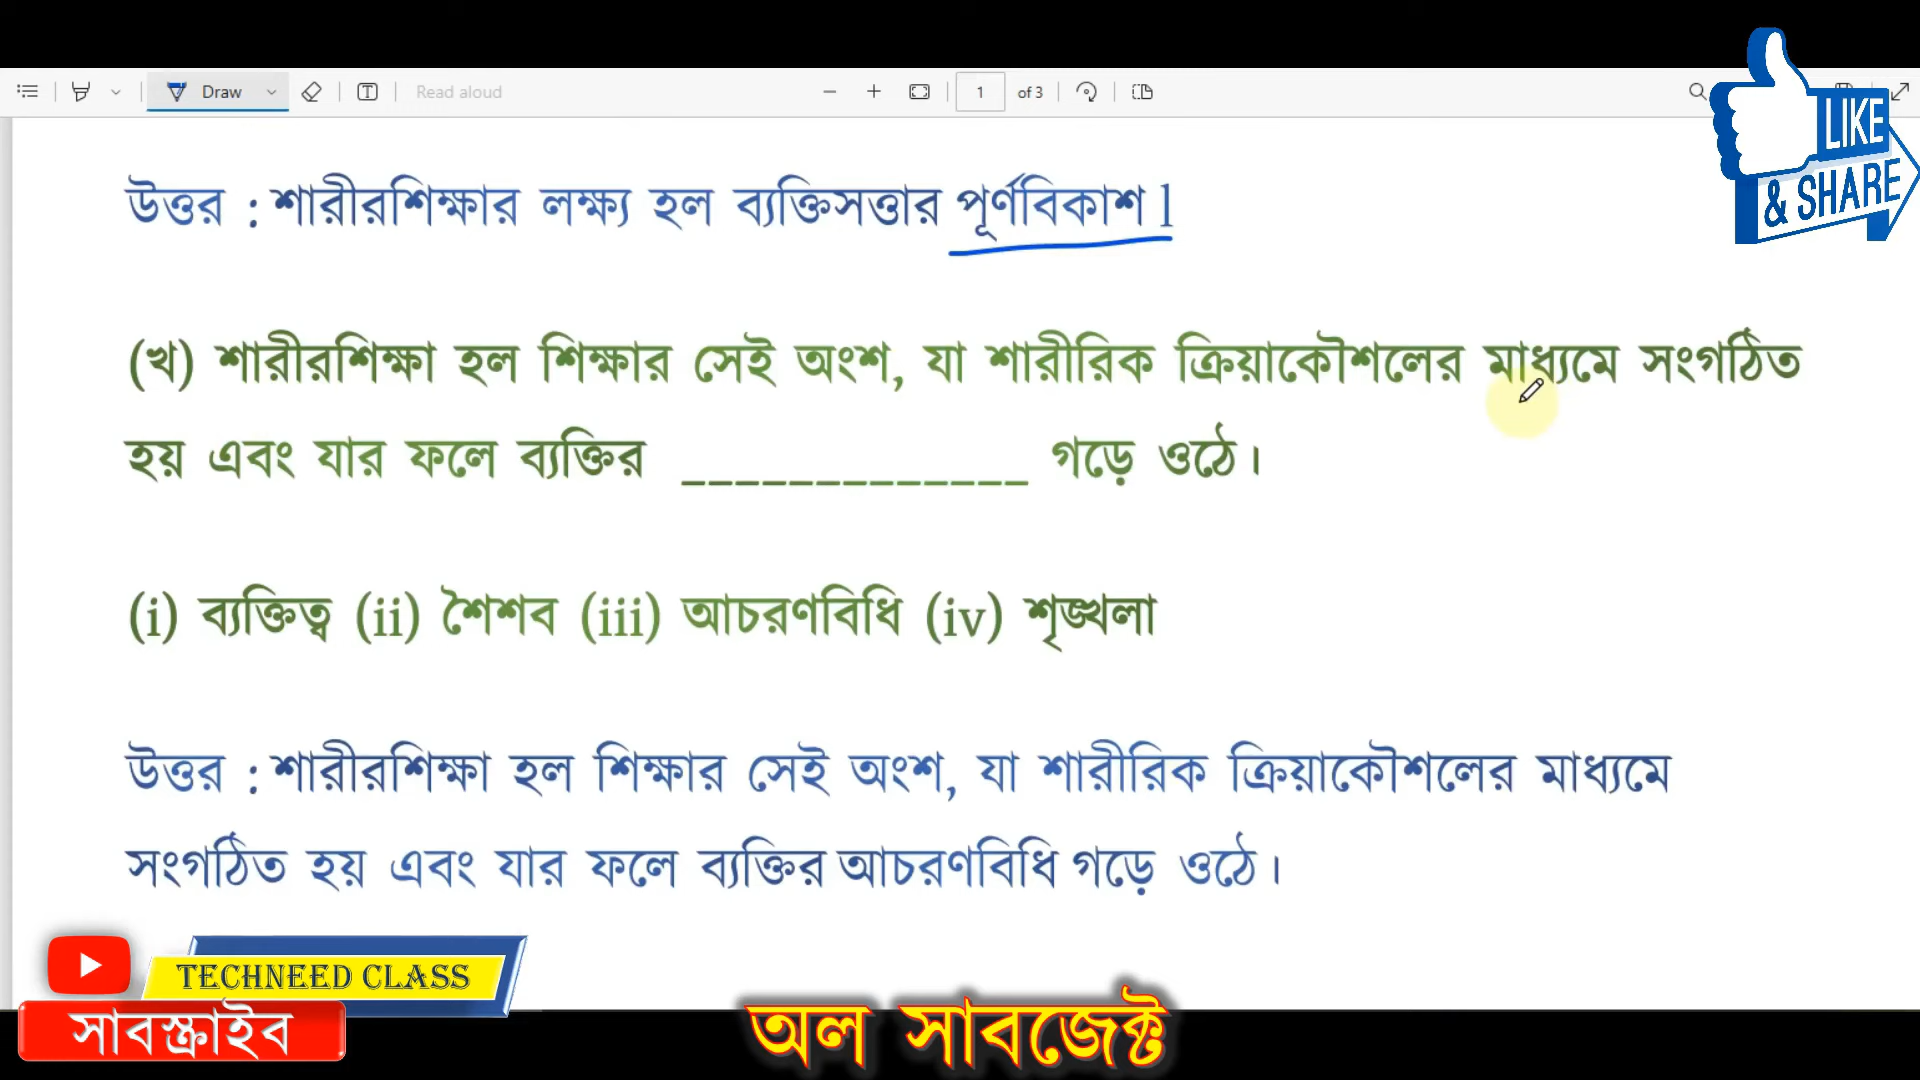 Draw
Read aloud
1 of 3
LIKE
& SHARE
উত্তর : শারীরশিক্ষার লক্ষ্য হল ব্যক্তিসত্তার পূর্ণবিকাশ l
(খ) শারীরশিক্ষা হল শিক্ষার সেই অংশ, যা শারীরিক ক্রিয়াকৌশলের মাধ্যমে সংগঠিত
হয় এবং যার ফলে ব্যক্তির _____________ গড়ে ওঠে।
(i) ব্যক্তিত্ব (ii) শৈশব (iii) আচরণবিধি (iv) শৃঙ্খলা
উত্তর : শারীরশিক্ষা হল শিক্ষার সেই অংশ, যা শারীরিক ক্রিয়াকৌশলের মাধ্যমে
সংগঠিত হয় এবং যার ফলে ব্যক্তির আচরণবিধি গড়ে ওঠে।
TECHNEED CLASS
সাবস্ক্রাইব
অল সাবজেক্ট